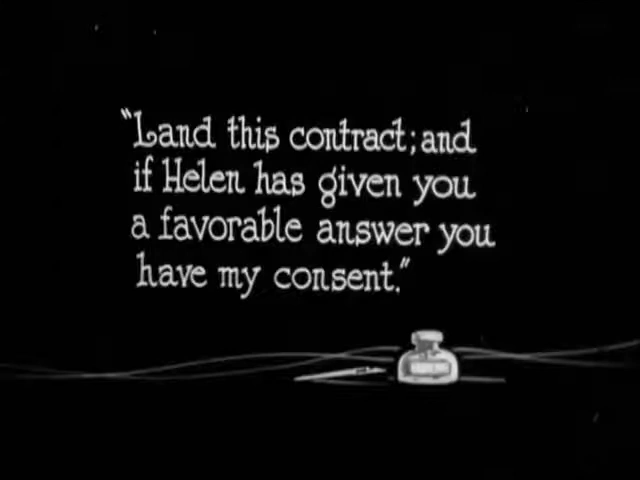 "Land this contract; and
if Helen has given you
a favorable answer you
have my consent."